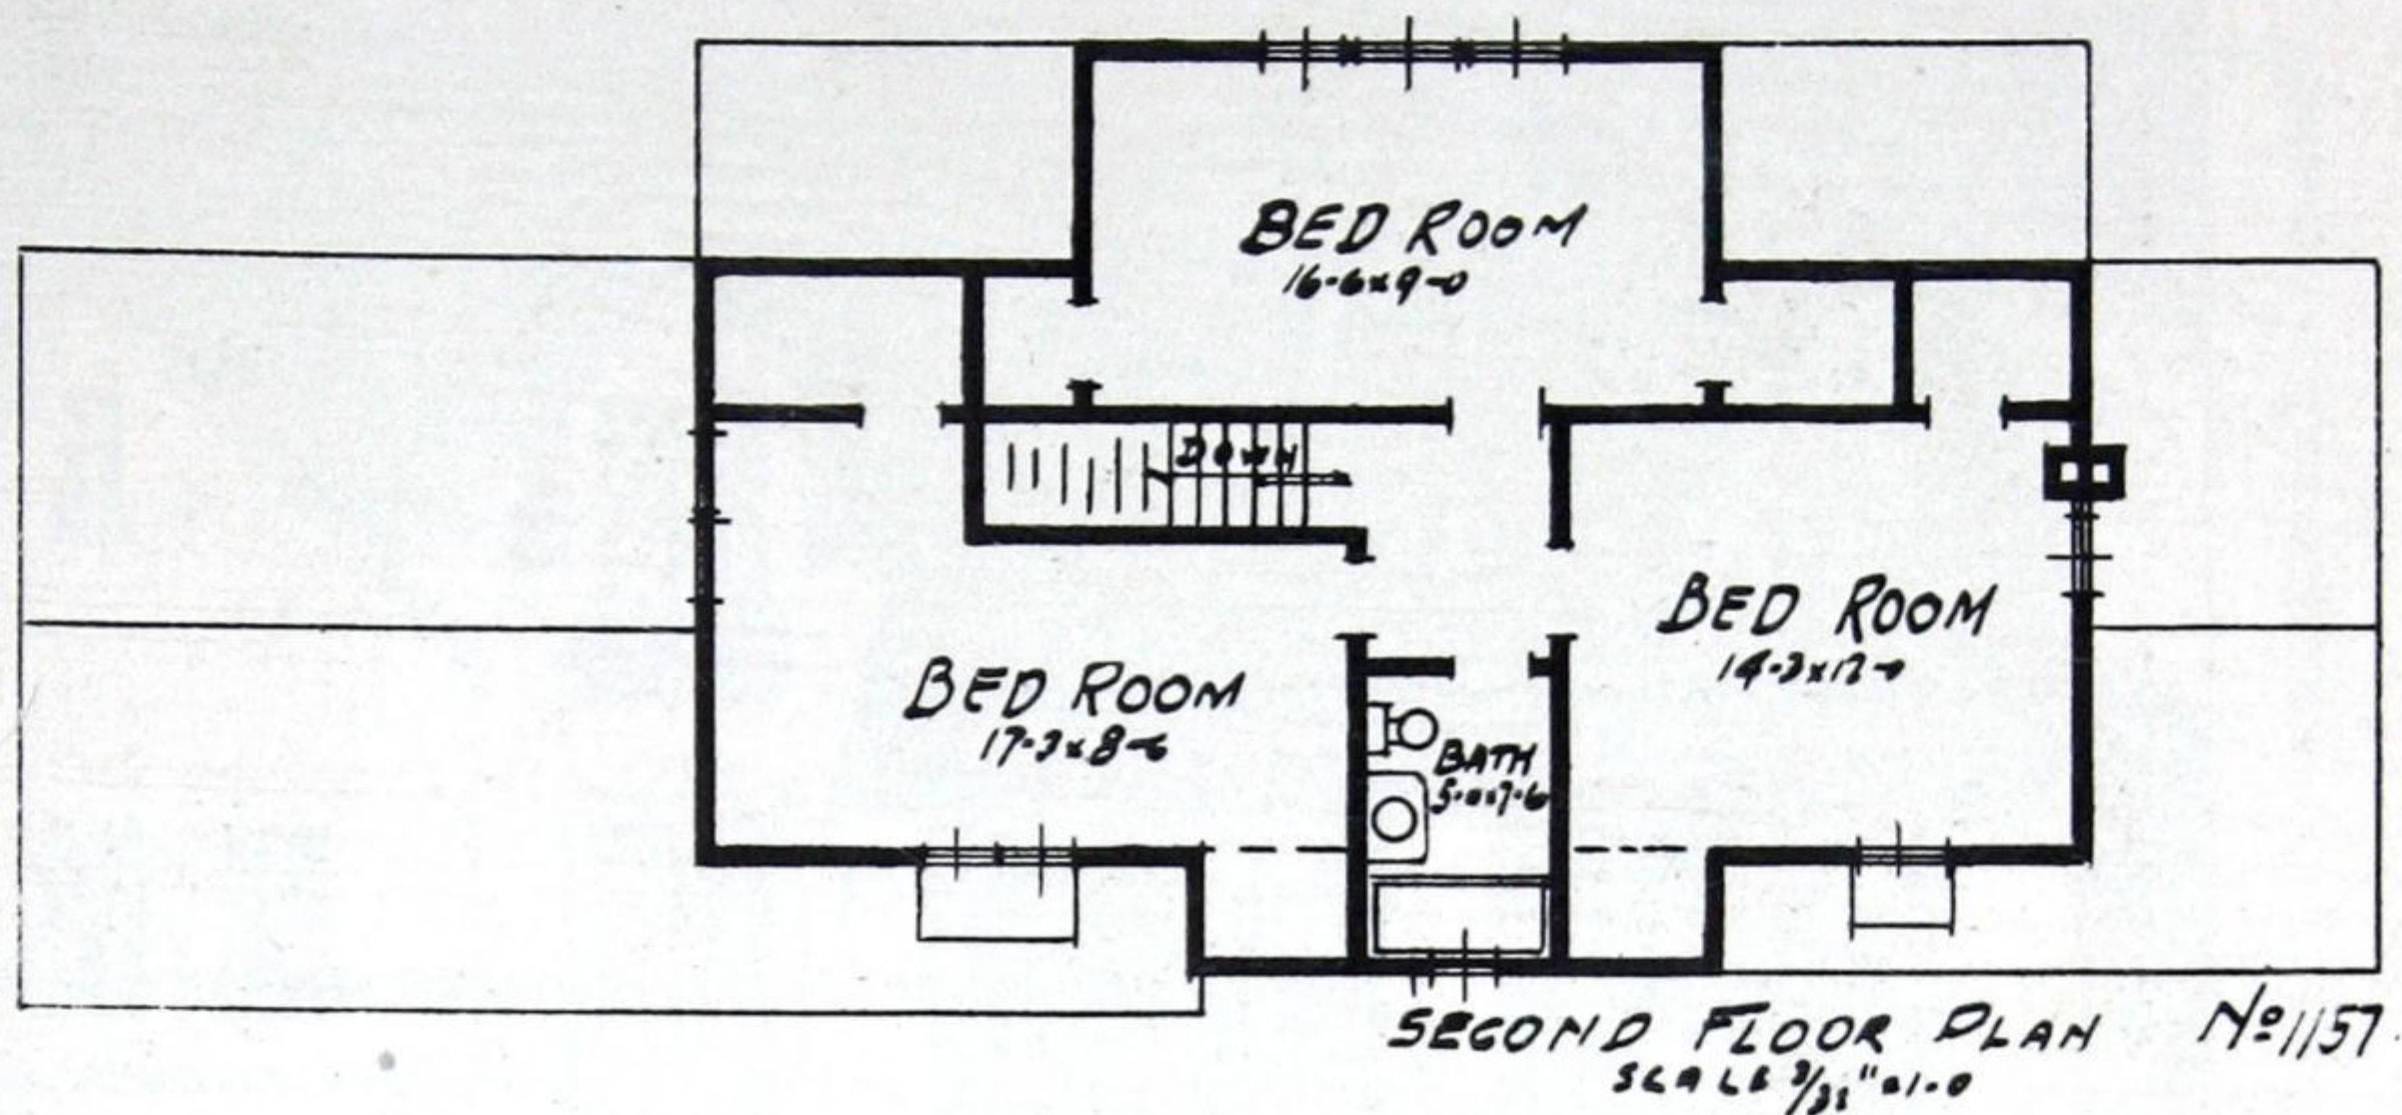 BED ROOM
16-6x9-0
DOWN
BED ROOM
14-3x12-0
BED ROOM
17-3x8-6
BATH
5-0x7-6
SECOND FLOOR PLAN
No 1157
SCALE 3/32" = 1-0